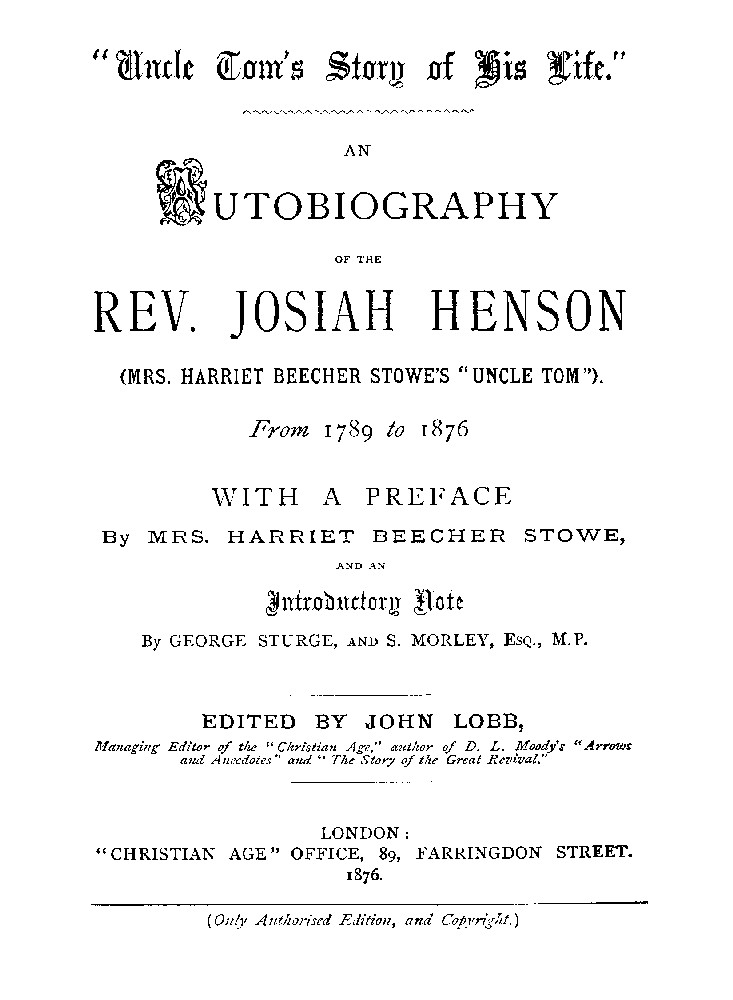 "Uncle Tom's Story of His Life."
AN
AUTOBIOGRAPHY
OF THE
REV. JOSIAH HENSON
(MRS. HARRIET BEECHER STOWE'S "UNCLE TOM").
From 1789 to 1876
WITH A PREFACE
By MRS. HARRIET BEECHER STOWE,
AND AN
Introductory Note
By GEORGE STURGE, AND S. MORLEY, ESQ., M.P.
EDITED BY JOHN LOBB,
Managing Editor of the "Christian Age," author of D. L. Moody's "Arrows
and Anecdotes" and "The Story of the Great Revival."
LONDON:
"CHRISTIAN AGE" OFFICE, 89, FARRINGDON STREET.
1876.
(Only Authorised Edition, and Copyright.)